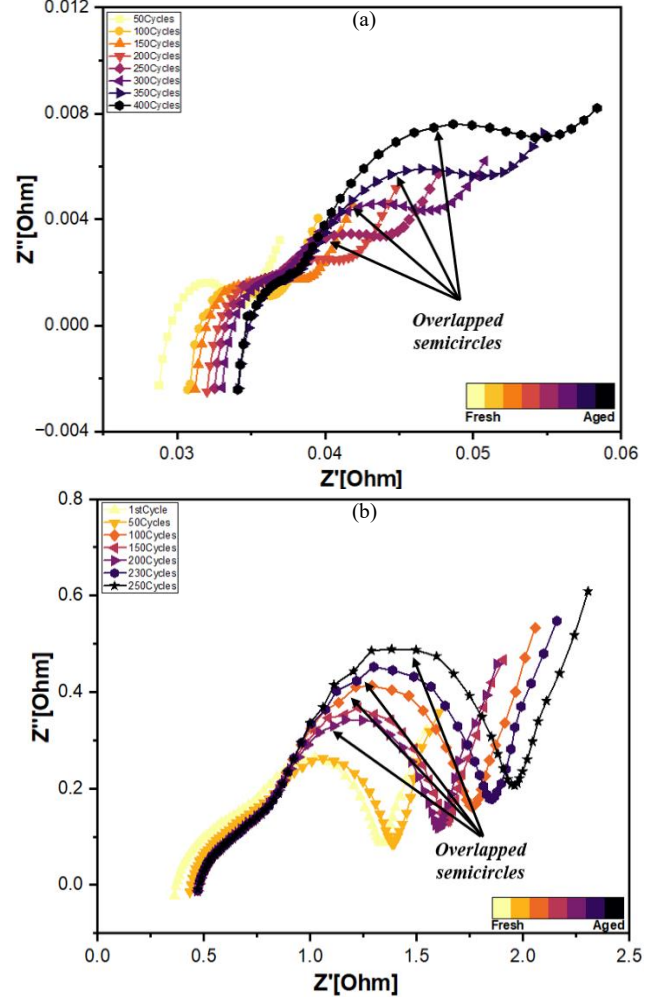 (a)
0.012
0.008
0.004
0.000
−0.004
Z''[Ohm]
50Cycles
100Cycles
150Cycles
200Cycles
250Cycles
300Cycles
350Cycles
400Cycles
Overlapped
semicircles
Fresh Aged
0.03 0.04 0.05 0.06
Z'[Ohm]
(b)
0.8
0.6
0.4
0.2
0.0
Z''[Ohm]
1stCycle
50Cycles
100Cycles
150Cycles
200Cycles
230Cycles
250Cycles
Overlapped
semicircles
Fresh Aged
0.0 0.5 1.0 1.5 2.0 2.5
Z'[Ohm]